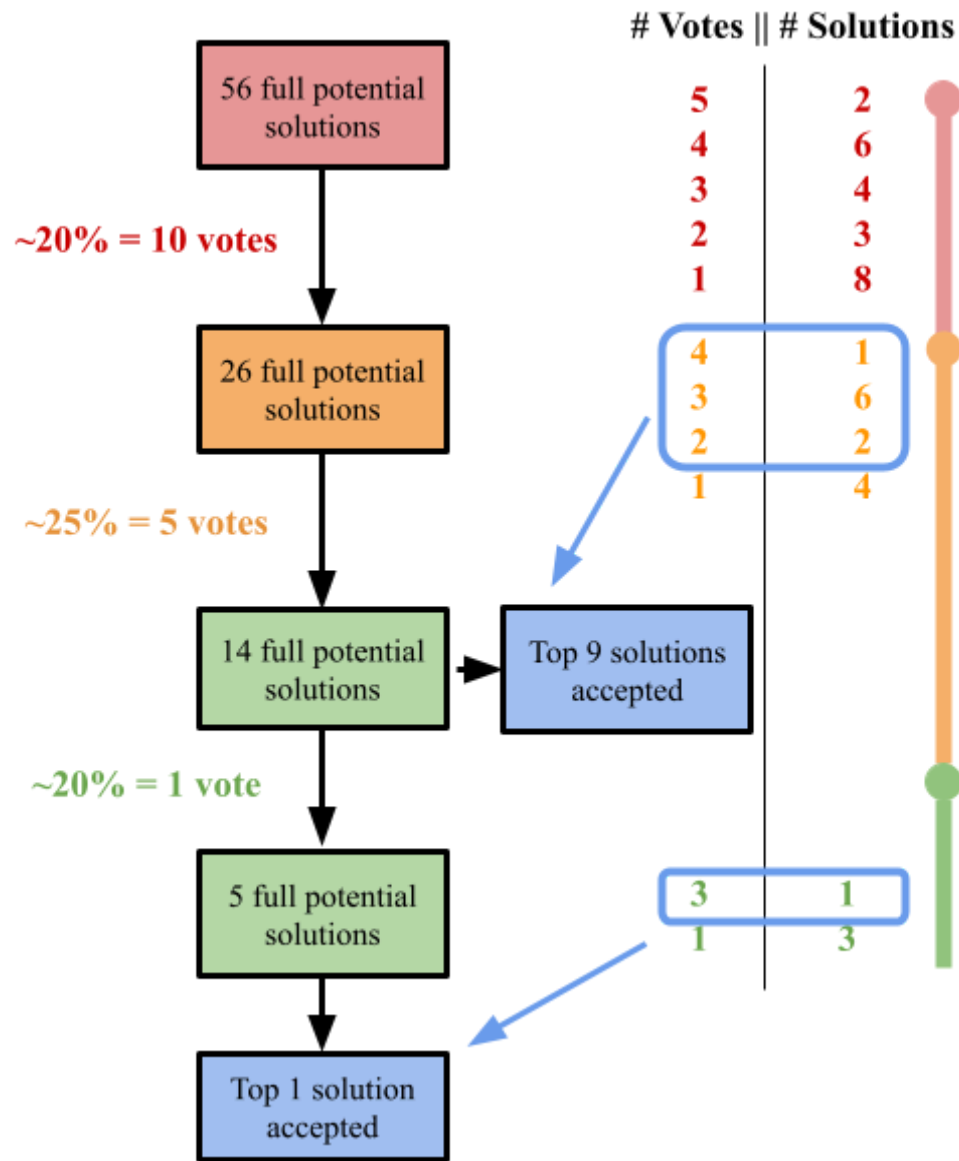 # Votes || # Solutions
56 full potential
solutions
5 2
4 6
3 4
2 3
1 8
~20% = 10 votes
26 full potential
solutions
4 1
3 6
2 2
1 4
~25% = 5 votes
14 full potential
solutions
Top 9 solutions
accepted
~20% = 1 vote
5 full potential
solutions
3 1
1 3
Top 1 solution
accepted